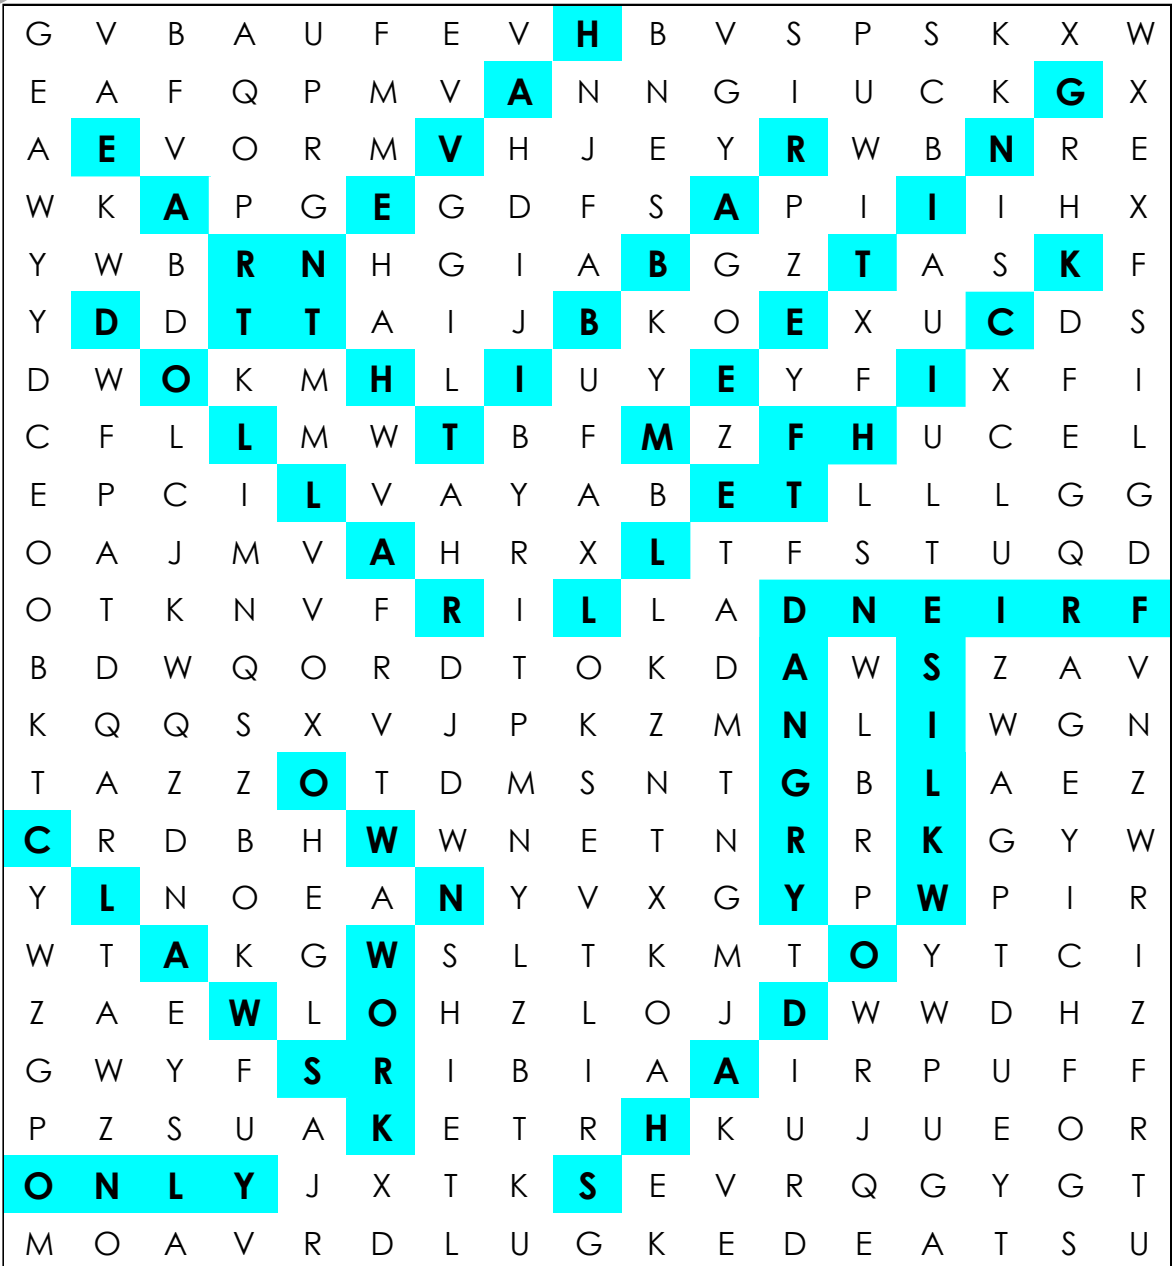 G V B A U F E V H B V S P S K X W
E A F Q P M V A N N G I U C K G X
A E V O R M V H J E Y R W B N R E
W K A P G E G D F S A P I I I H X
Y W B R N H G I A B G Z T A S K F
Y D D T T A I J B K O E X U C D S
D W O K M H L I U Y E Y F I X F I
C F L L M W T B F M Z F H U C E L
E P C I L V A Y A B E T L L L G G
O A J M V A H R X L T F S T U Q D
O T K N V F R I L L A D N E I R F
B D W Q O R D T O K D A W S Z A V
K Q Q S X V J P K Z M N L I W G N
T A Z Z O T D M S N T G B L A E Z
C R D B H W W N E T N R R K G Y W
Y L N O E A N Y V X G Y P W P I R
W T A K G W S L T K M T O Y T C I
Z A E W L O H Z L O J D W W D H Z
G W Y F S R I B I A A I R P U F F
P Z S U A K E T R H K U J U E O R
O N L Y J X T K S E V R Q G Y G T
M O A V R D L U G K E D E A T S U